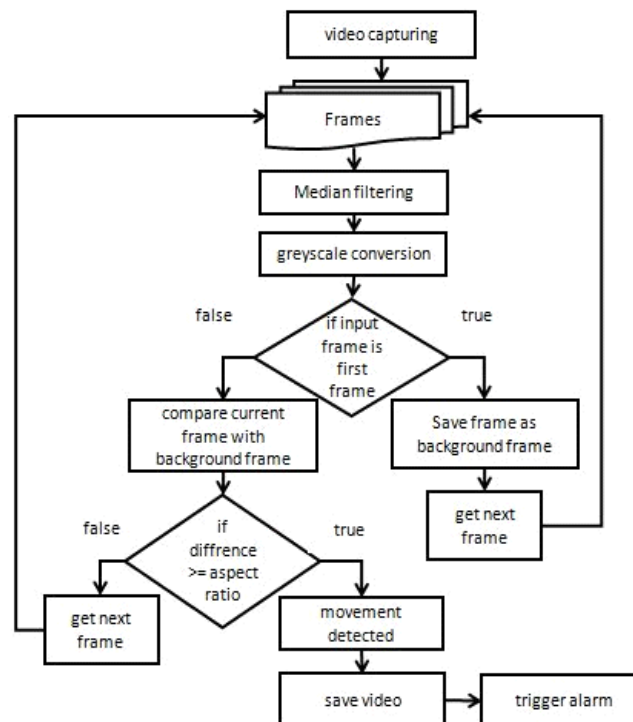 video capturing
Frames
Median filtering
greyscale conversion
false
true
if input
frame is
first
frame
compare current
frame with
background frame
Save frame as
background frame
get next
frame
false
true
if
diffrence
>= aspect
ratio
get next
frame
movement
detected
save video
trigger alarm